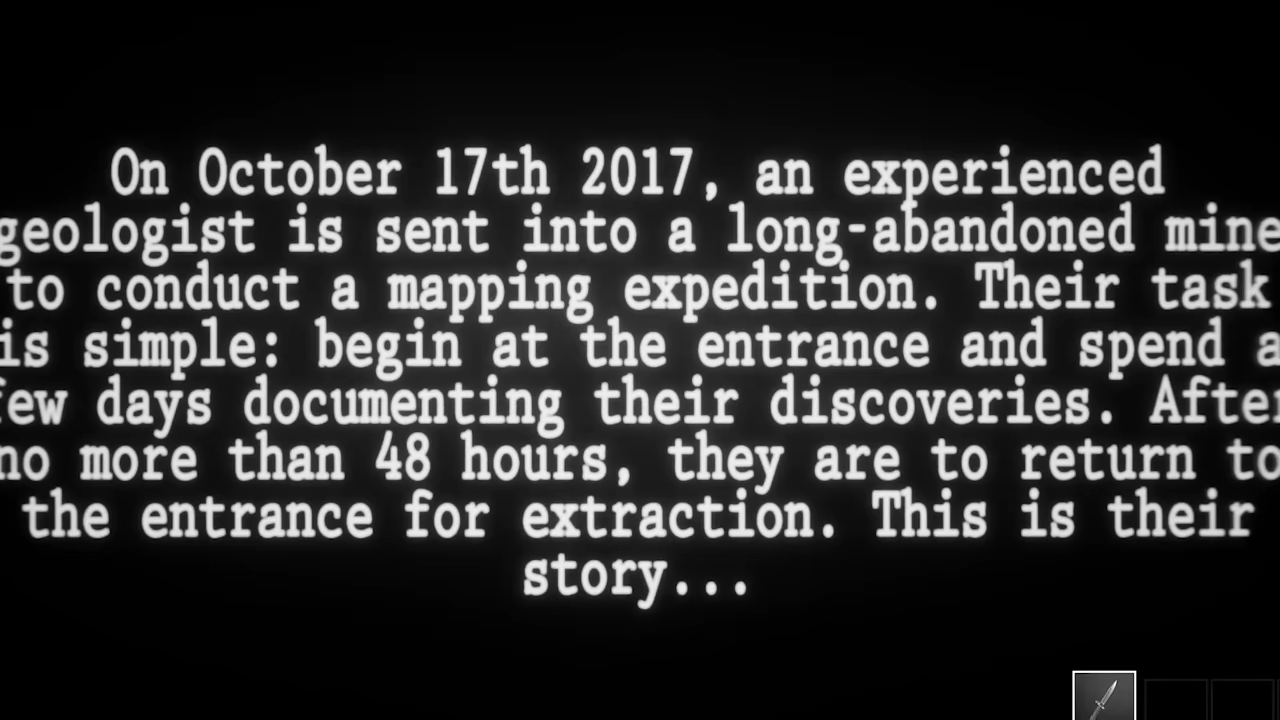 On October 17th 2017, an experienced
geologist is sent into a long-abandoned mine
to conduct a mapping expedition. Their task
is simple: begin at the entrance and spend a
few days documenting their discoveries. After
no more than 48 hours, they are to return to
the entrance for extraction. This is their
story...